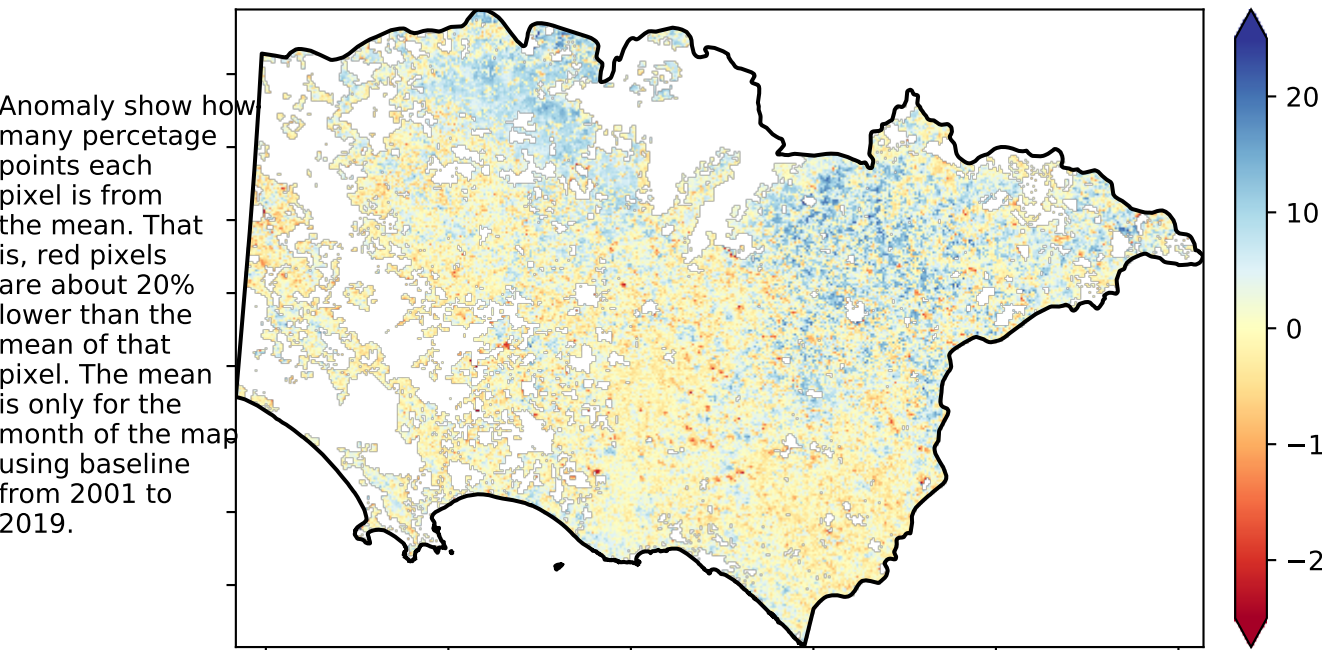 Anomaly show how
many percetage
points each
pixel is from
the mean. That
is, red pixels
are about 20%
lower than the
mean of that
pixel. The mean
is only for the
month of the map
using baseline
from 2001 to
2019.
20
10
0
−1
−2